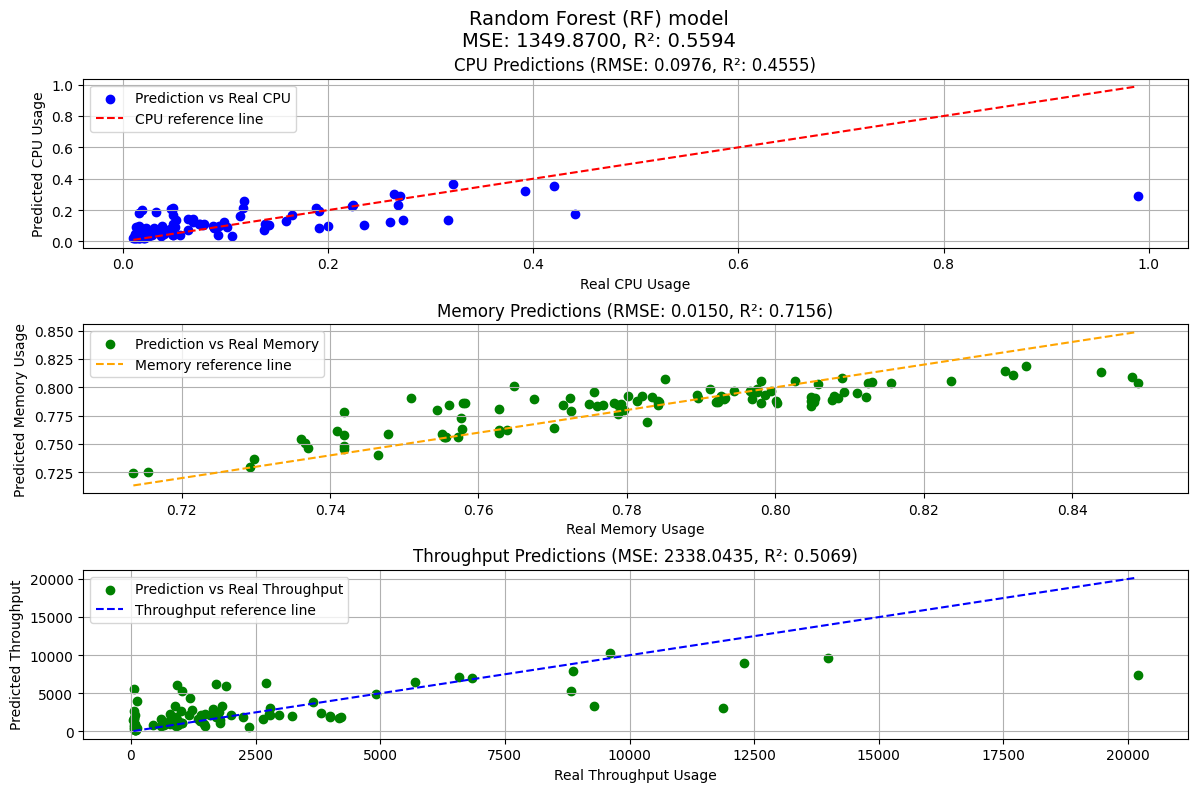 Random Forest (RF) model
MSE: 1349.8700, R²: 0.5594
CPU Predictions (RMSE: 0.0976, R²: 0.4555)
Predicted CPU Usage
1.0
0.8
0.6
0.4
0.2
0.0
Prediction vs Real CPU
CPU reference line
0.0 0.2 0.4 0.6 0.8 1.0
Real CPU Usage
Memory Predictions (RMSE: 0.0150, R²: 0.7156)
Predicted Memory Usage
0.850
0.825
0.800
0.775
0.750
0.725
Prediction vs Real Memory
Memory reference line
0.72 0.74 0.76 0.78 0.80 0.82 0.84
Real Memory Usage
Throughput Predictions (MSE: 2338.0435, R²: 0.5069)
Predicted Throughput
20000
15000
10000
5000
0
Prediction vs Real Throughput
Throughput reference line
0 2500 5000 7500 10000 12500 15000 17500 20000
Real Throughput Usage